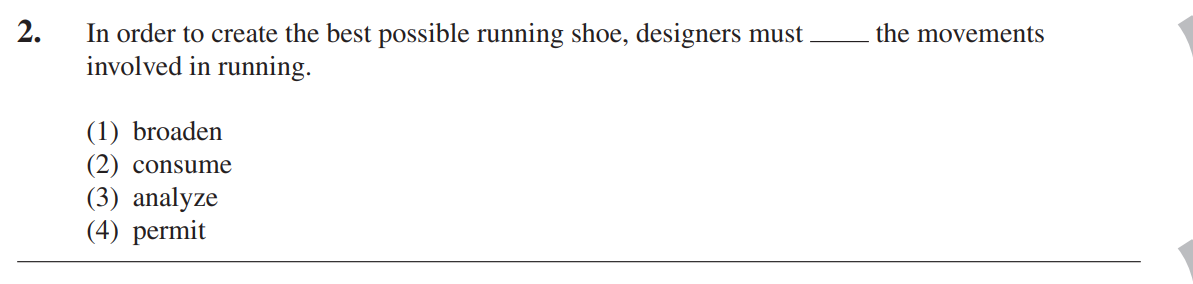 2. In order to create the best possible running shoe, designers must ____ the movements
involved in running.
(1) broaden
(2) consume
(3) analyze
(4) permit